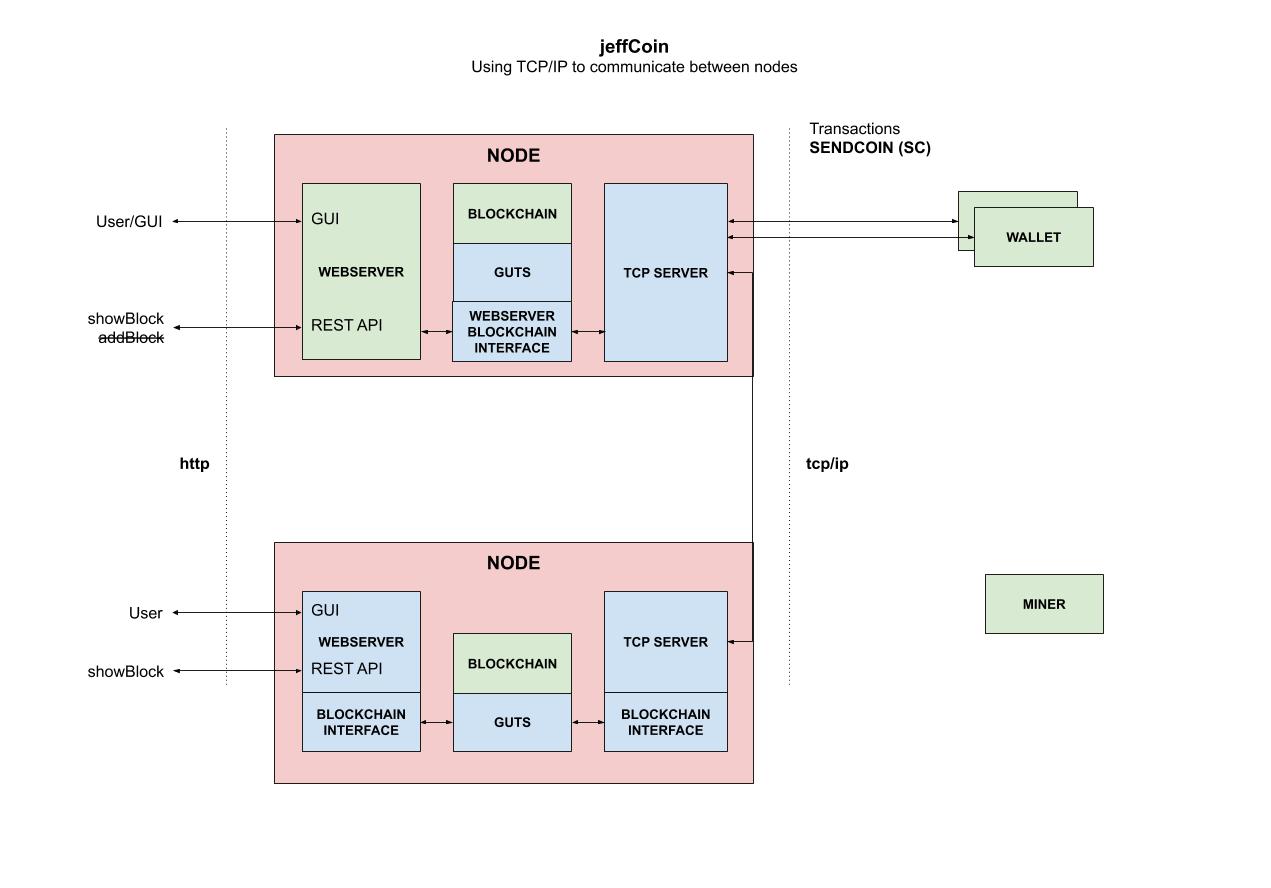 jeffCoin
Using TCP/IP to communicate between nodes
Transactions
SENDCOIN (SC)
NODE
User/GUI
GUI
WEBSERVER
REST API
showBlock
addBlock
BLOCKCHAIN
GUTS
WEBSERVER
BLOCKCHAIN
INTERFACE
TCP SERVER
WALLET
http
tcp/ip
NODE
User
GUI
WEBSERVER
REST API
showBlock
BLOCKCHAIN
INTERFACE
BLOCKCHAIN
GUTS
TCP SERVER
BLOCKCHAIN
INTERFACE
MINER